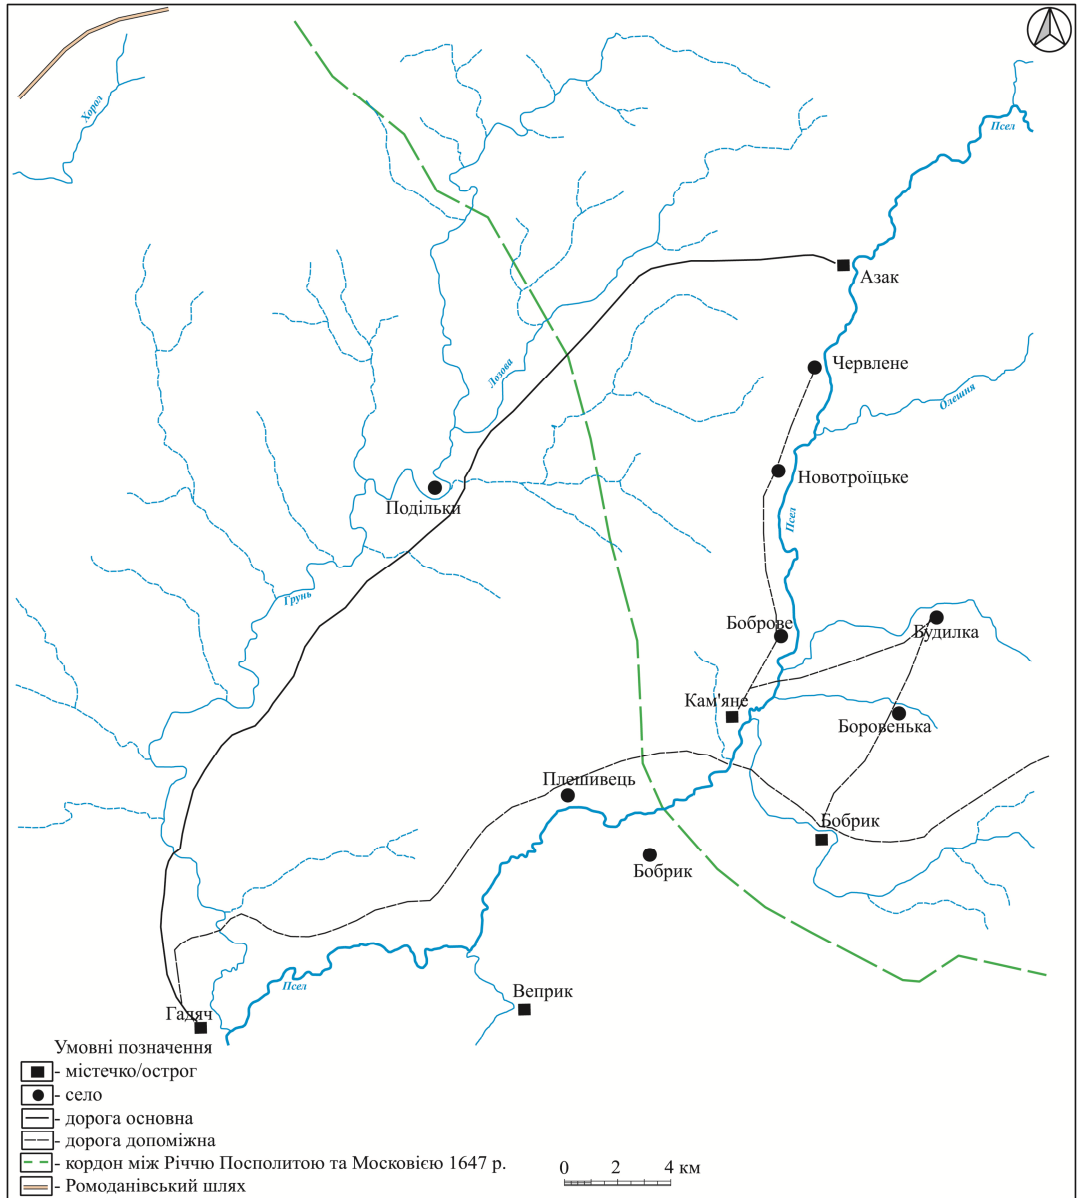 Хорол
Псел
Азак
Червлене
Лозова
Олешня
Новотроїцьке
Подільки
Псел
Грунь
Боброве
Будилка
Кам'яне
Боровенька
Плешивець
Бобрик
Бобрик
Псел
Веприк
Гадяч
Умовні позначення
- містечко/острог
- село
- дорога основна
- дорога допоміжна
- кордон між Річчю Посполитою та Московією 1647 р.
- Ромоданівський шлях
0 2 4 км